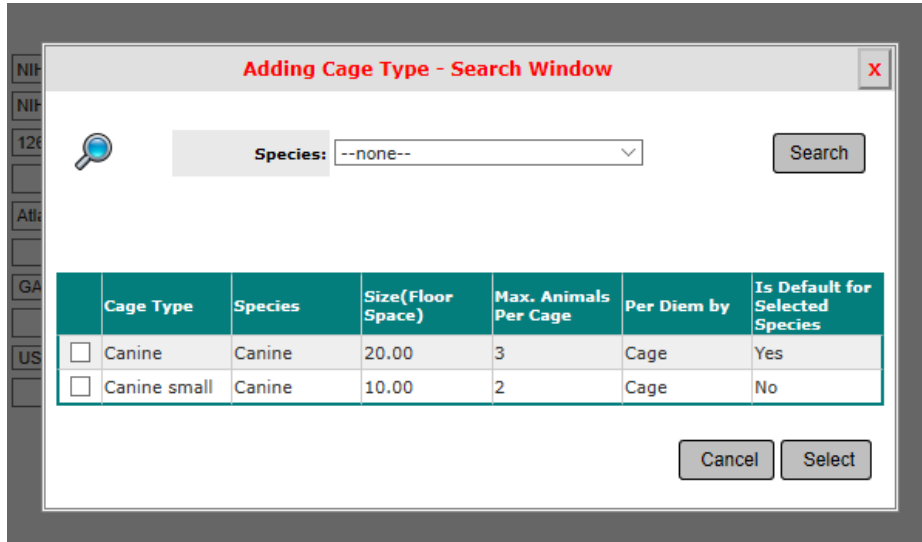 Adding Cage Type - Search Window
x
NIH
NIH
126
Species: --none--
Search
Atla
GA
US
Cage Type Species Size(Floor Space) Max. Animals Per Cage Per Diem by Is Default for Selected Species
Canine Canine 20.00 3 Cage Yes
Canine small Canine 10.00 2 Cage No
Cancel Select